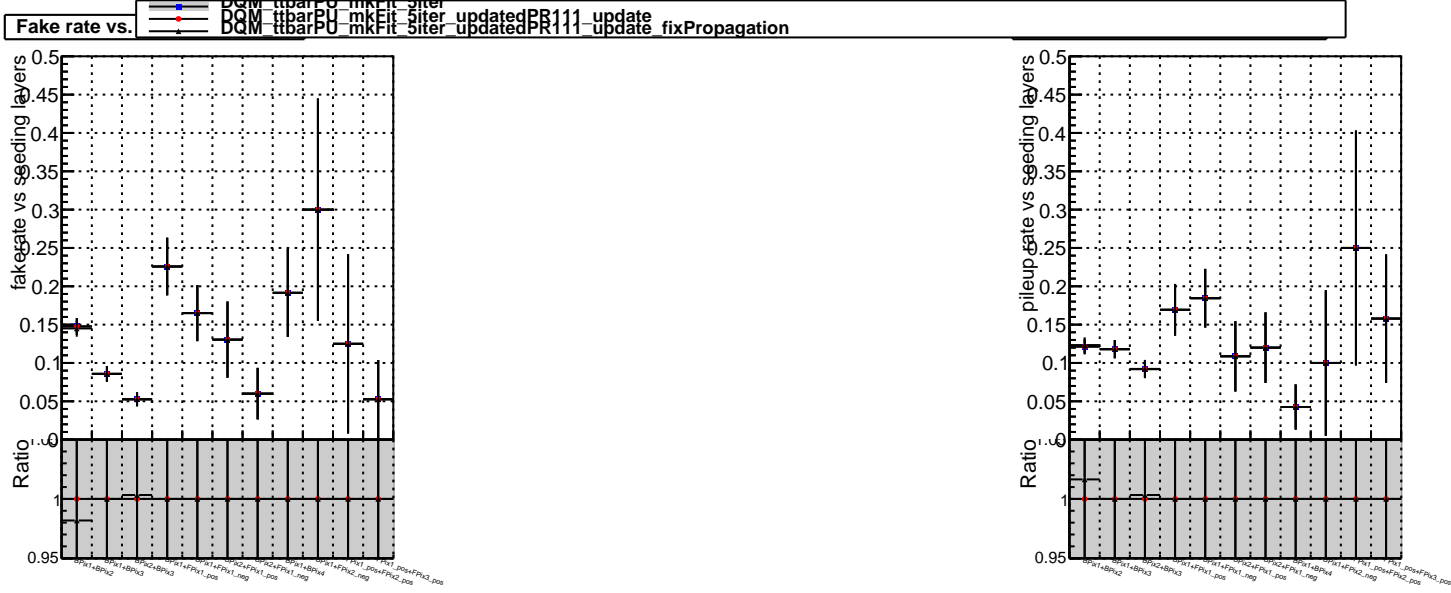 DQM_ttbarPU_mkFit_5iter
DQM_ttbarPU_mkFit_5iter_updatedPR111_update
DQM_ttbarPU_mkFit_5iter_updatedPR111_update_fixPropagation
Fake rate vs.
fake rate vs seeding layers
0.5
0.45
0.4
0.35
0.3
0.25
0.2
0.15
0.1
0.05
0
Ratio
1
0.95
BPix1+BPix2
BPix1+BPix3
BPix2+BPix3
BPix1+FPix1_pos
BPix1+FPix1_neg
BPix2+FPix1_pos
BPix2+FPix1_neg
BPix1+BPix4
BPix1+FPix2_neg
FPix1_pos+FPix2_pos
FPix1_pos+FPix3_pos
pileup rate vs seeding layers
0.5
0.45
0.4
0.35
0.3
0.25
0.2
0.15
0.1
0.05
0
Ratio
1
0.95
BPix1+BPix2
BPix1+BPix3
BPix2+BPix3
BPix1+FPix1_pos
BPix1+FPix1_neg
BPix2+FPix1_pos
BPix2+FPix1_neg
BPix1+BPix4
BPix1+FPix2_neg
FPix1_pos+FPix2_pos
FPix1_pos+FPix3_pos